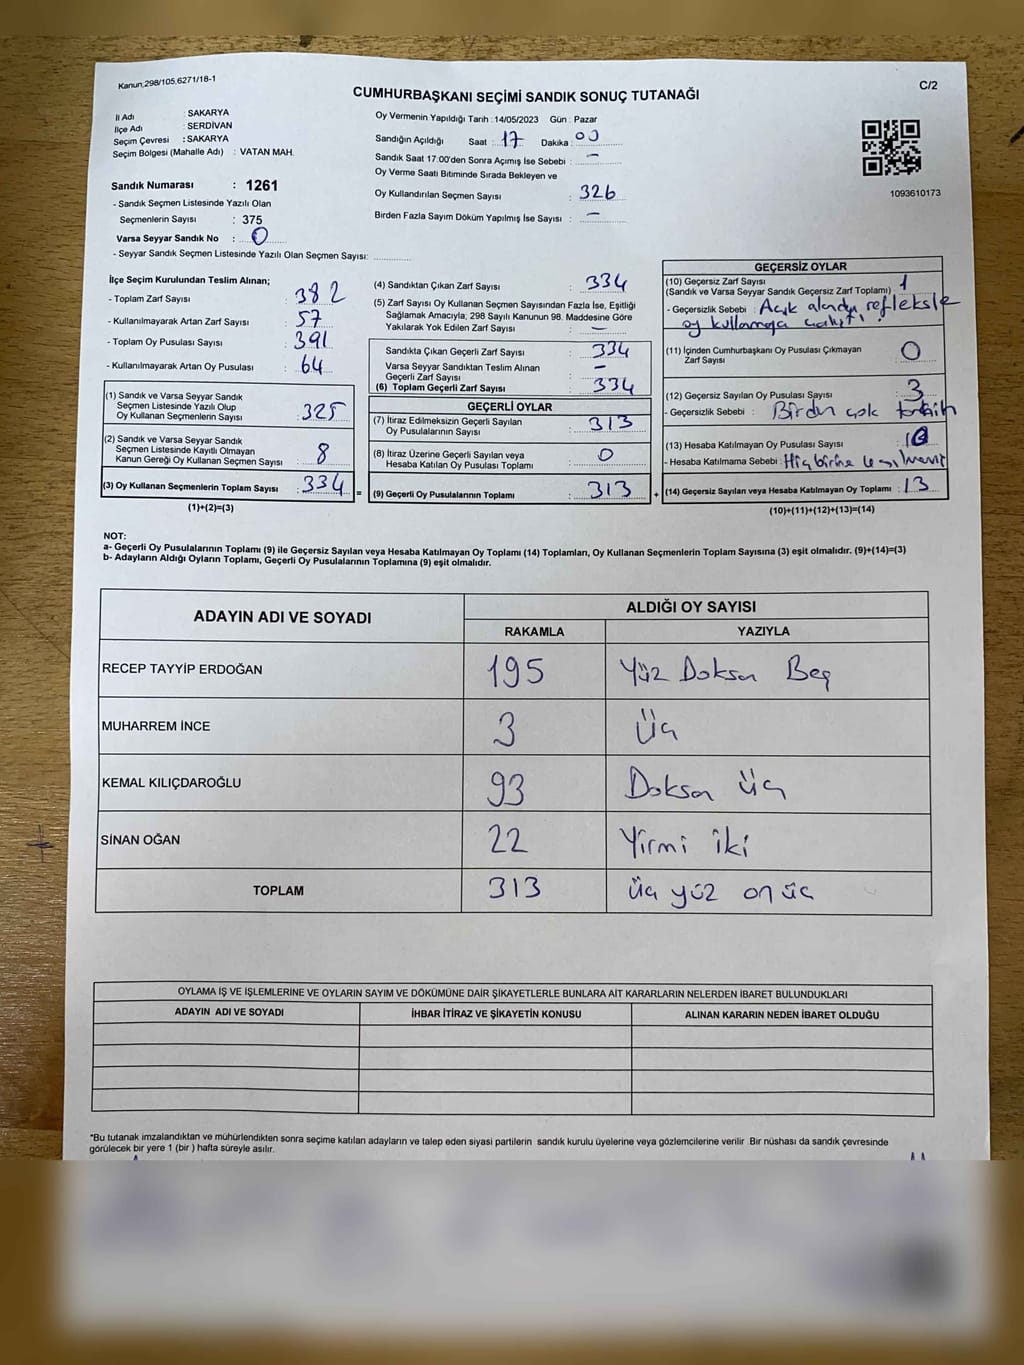 Kanun,298/105,6271/18-1
C/2
CUMHURBAŞKANI SEÇİMİ SANDIK SONUÇ TUTANAĞI
İl Adı : SAKARYA
İlçe Adı : SERDİVAN
Seçim Çevresi : SAKARYA
Seçim Bölgesi (Mahalle Adı) : VATAN MAH.
Sandık Numarası : 1261
- Sandık Seçmen Listesinde Yazılı Olan
Seçmenlerin Sayısı : 375
Varsa Seyyar Sandık No : 0
- Seyyar Sandık Seçmen Listesinde Yazılı Olan Seçmen Sayısı:
Oy Vermenin Yapıldığı Tarih :14/05/2023 Gün : Pazar
Sandığın Açıldığı Saat : 17 Dakika : 00
Sandık Saat 17:00'den Sonra Açımış İse Sebebi : -
Oy Verme Saati Bitiminde Sırada Bekleyen ve
Oy Kullandırılan Seçmen Sayısı : 326
Birden Fazla Sayım Döküm Yapılmış İse Sayısı : -
1093610173
İlçe Seçim Kurulundan Teslim Alınan;
- Toplam Zarf Sayısı : 382
- Kullanılmayarak Artan Zarf Sayısı : 57
- Toplam Oy Pusulası Sayısı : 391
- Kullanılmayarak Artan Oy Pusulası : 64
(1) Sandık ve Varsa Seyyar Sandık
Seçmen Listesinde Yazılı Olup
Oy Kullanan Seçmenlerin Sayısı : 325
(2) Sandık ve Varsa Seyyar Sandık
Seçmen Listesinde Kayıtlı Olmayan
Kanun Gereği Oy Kullanan Seçmen Sayısı : 8
(3) Oy Kullanan Seçmenlerin Toplam Sayısı : 334 =
(1)+(2)=(3)
(4) Sandıktan Çıkan Zarf Sayısı : 334
(5) Zarf Sayısı Oy Kullanan Seçmen Sayısından Fazla İse, Eşitliği
Sağlamak Amacıyla; 298 Sayılı Kanunun 98. Maddesine Göre
Yakılarak Yok Edilen Zarf Sayısı : -
Sandıkta Çıkan Geçerli Zarf Sayısı : 334
Varsa Seyyar Sandıktan Teslim Alınan
Geçerli Zarf Sayısı : -
(6) Toplam Geçerli Zarf Sayısı : 334
GEÇERLİ OYLAR
(7) İtiraz Edilmeksizin Geçerli Sayılan
Oy Pusulalarının Sayısı : 313
(8) İtiraz Üzerine Geçerli Sayılan veya
Hesaba Katılan Oy Pusulası Toplamı : 0
(9) Geçerli Oy Pusulalarının Toplamı : 313 +
GEÇERSİZ OYLAR
(10) Geçersiz Zarf Sayısı 1
(Sandık ve Varsa Seyyar Sandık Geçersiz Zarf Toplamı) :
- Geçersizlik Sebebi : Açık alanda refleksle
oy kullamaya çalıştı.
(11) İçinden Cumhurbaşkanı Oy Pusulası Çıkmayan
Zarf Sayısı : 0
(12) Geçersiz Sayılan Oy Pusulası Sayısı : 3
- Geçersizlik Sebebi : Birden çok tercih
(13) Hesaba Katılmayan Oy Pusulası Sayısı :
- Hesaba Katılmama Sebebi : Hiçbirine
(14) Geçersiz Sayılan veya Hesaba Katılmayan Oy Toplamı : 13
(10)+(11)+(12)+(13)=(14)
NOT:
a- Geçerli Oy Pusulalarının Toplamı (9) ile Geçersiz Sayılan veya Hesaba Katılmayan Oy Toplamı (14) Toplamları, Oy Kullanan Seçmenlerin Toplam Sayısına (3) eşit olmalıdır. (9)+(14)=(3)
b- Adayların Aldığı Oyların Toplamı, Geçerli Oy Pusulalarının Toplamına (9) eşit olmalıdır.
ADAYIN ADI VE SOYADI
ALDIĞI OY SAYISI
RAKAMLA YAZIYLA
RECEP TAYYİP ERDOĞAN 195 Yüz Doksan Beş
MUHARREM İNCE 3 Üç
KEMAL KILIÇDAROĞLU 93 Doksan üç
SİNAN OĞAN 22 Yirmi iki
TOPLAM 313 üç yüz on üç
OYLAMA İŞ VE İŞLEMLERİNE VE OYLARIN SAYIM VE DÖKÜMÜNE DAİR ŞİKAYETLERLE BUNLARA AİT KARARLARIN NELERDEN İBARET BULUNDUKLARI
ADAYIN ADI VE SOYADI İHBAR İTİRAZ VE ŞİKAYETİN KONUSU ALINAN KARARIN NEDEN İBARET OLDUĞU
*Bu tutanak imzalandıktan ve mühürlendikten sonra seçime katılan adayların ve talep eden siyasi partilerin sandık kurulu üyelerine veya gözlemcilerine verilir .Bir nüshası da sandık çevresinde
görülecek bir yere 1 (bir ) hafta süreyle asılır.